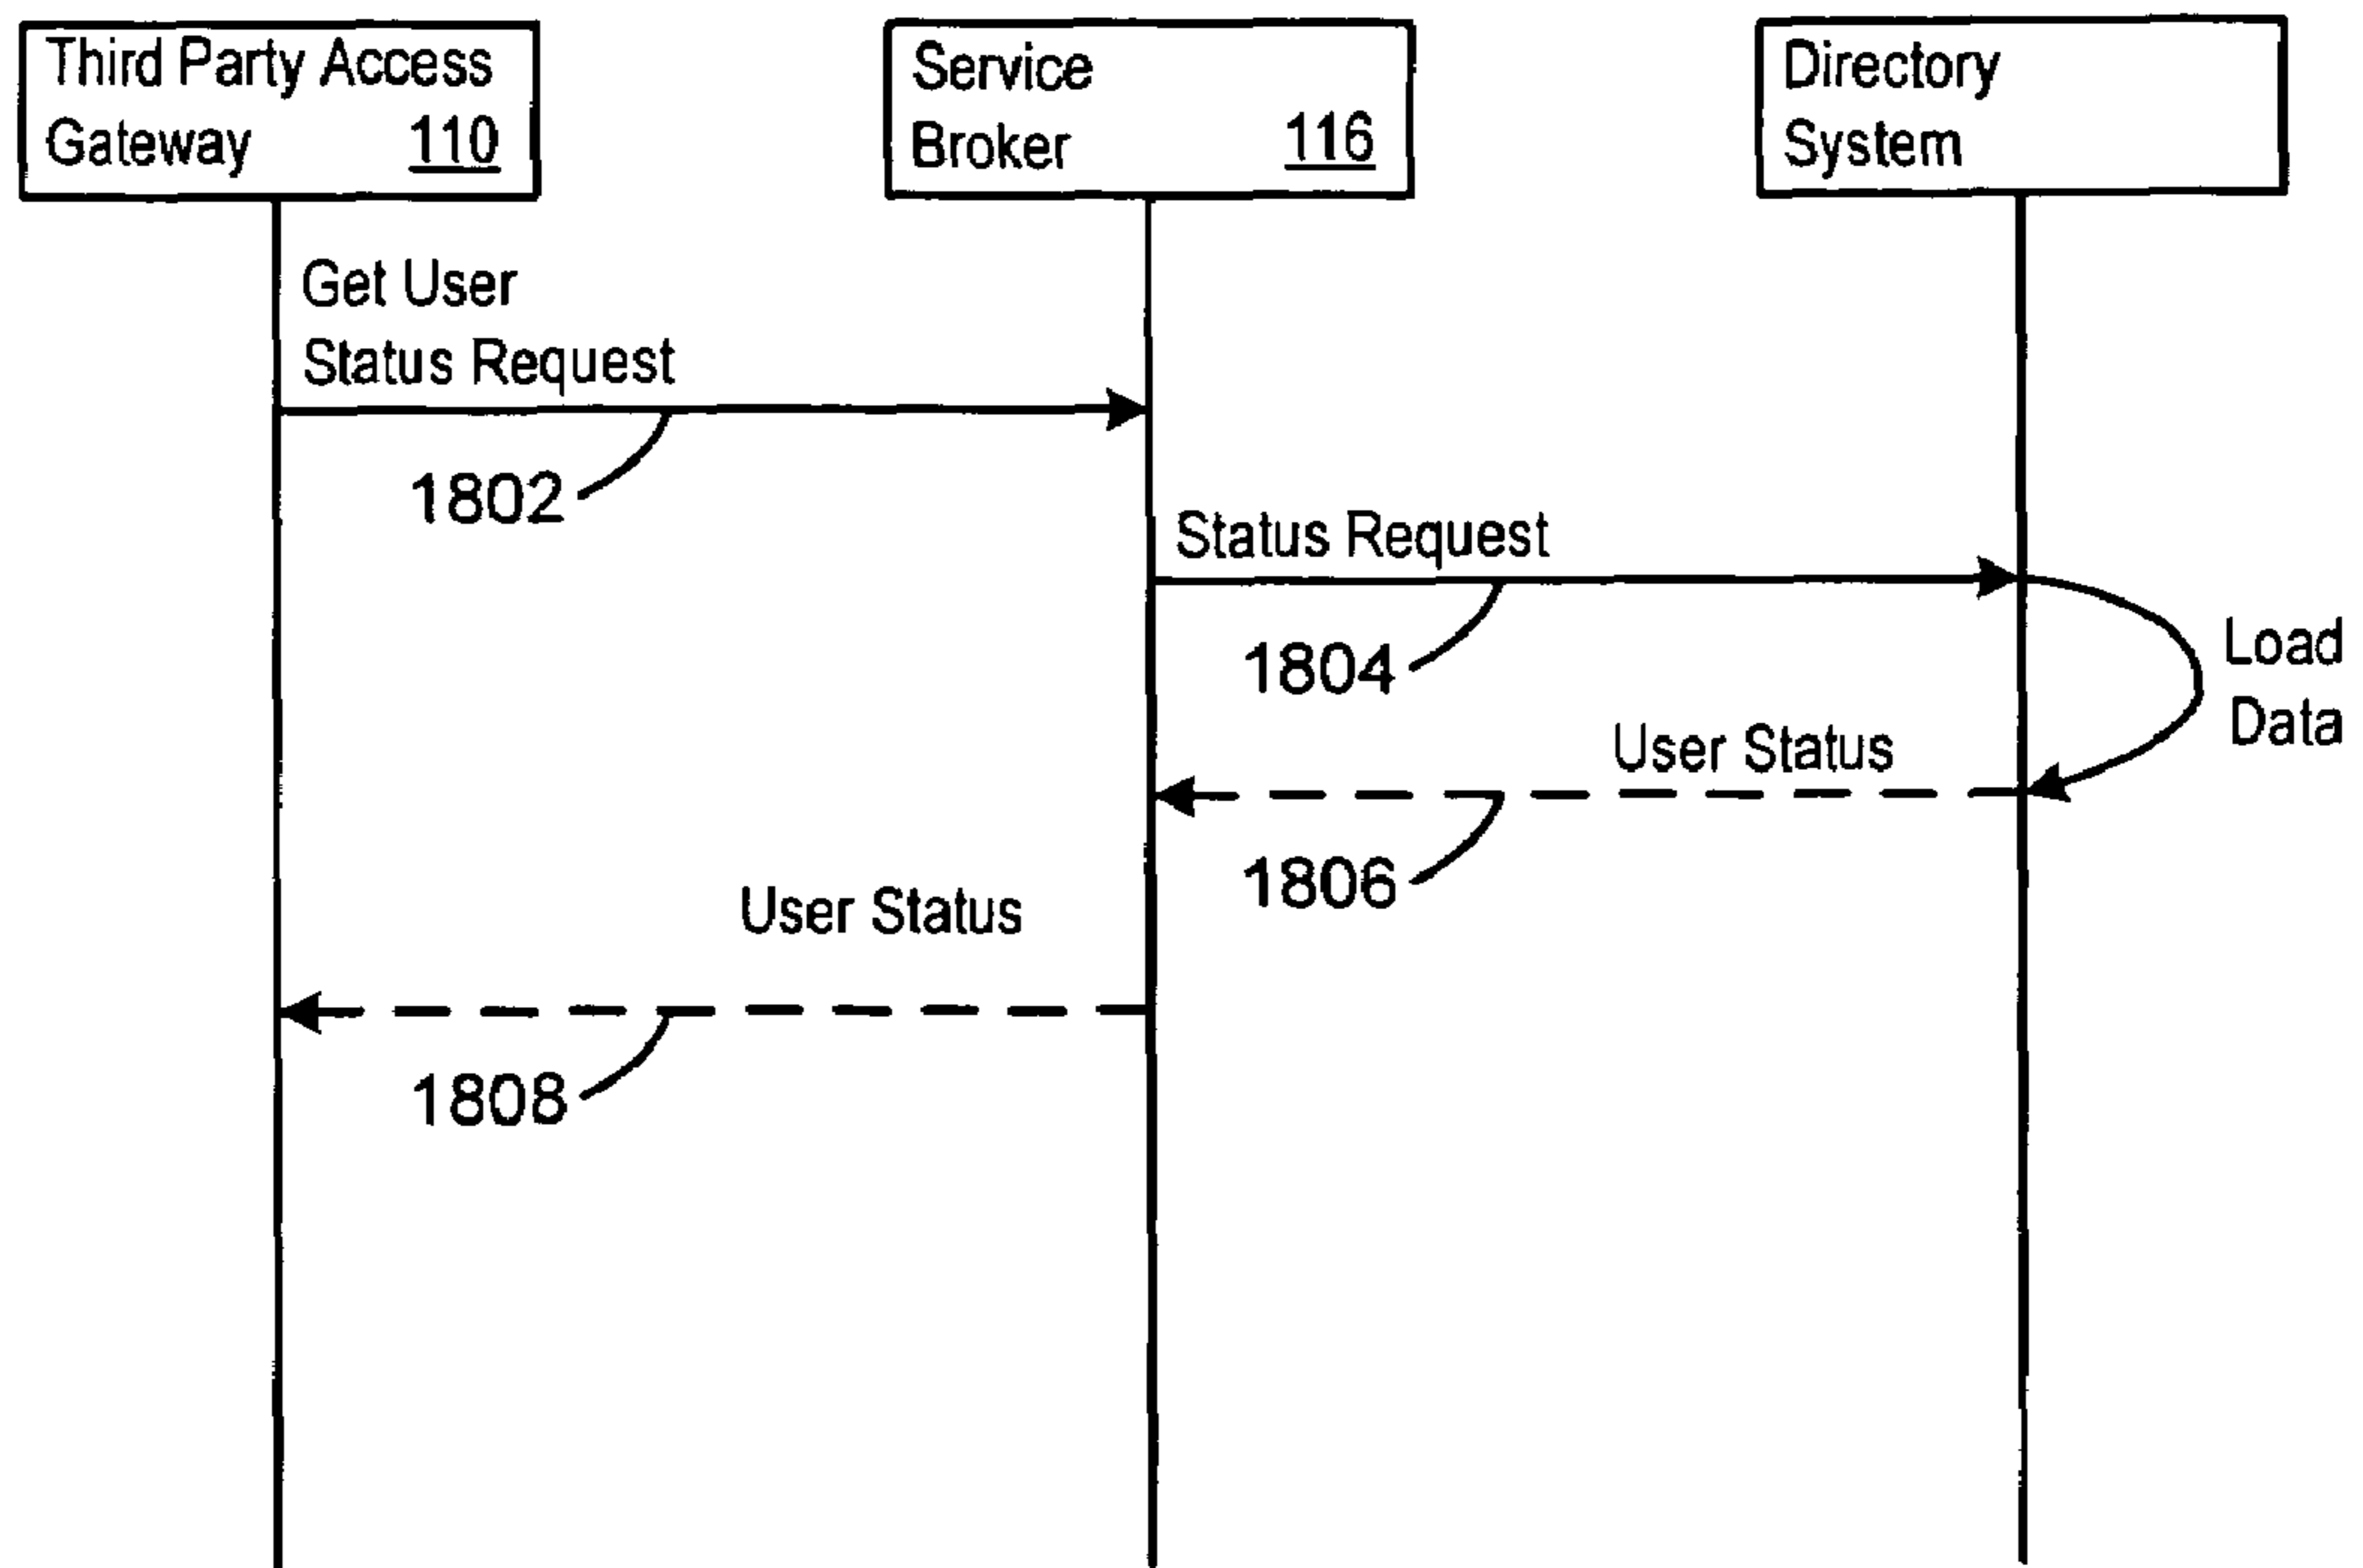 Third Party Access
Gateway 110
Service
Broker 116
Directory
System
Get User
Status Request
1802
Status Request
1804
Load
Data
User Status
1806
User Status
1808